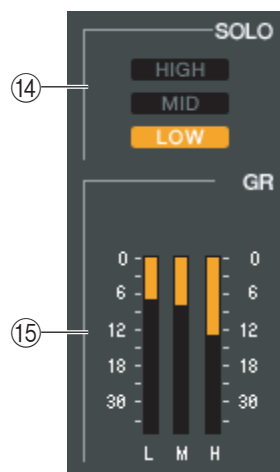 SOLO
HIGH
⑭
MID
LOW
GR
0 0
6 6
⑮ 12 12
18 18
30 30
L M H